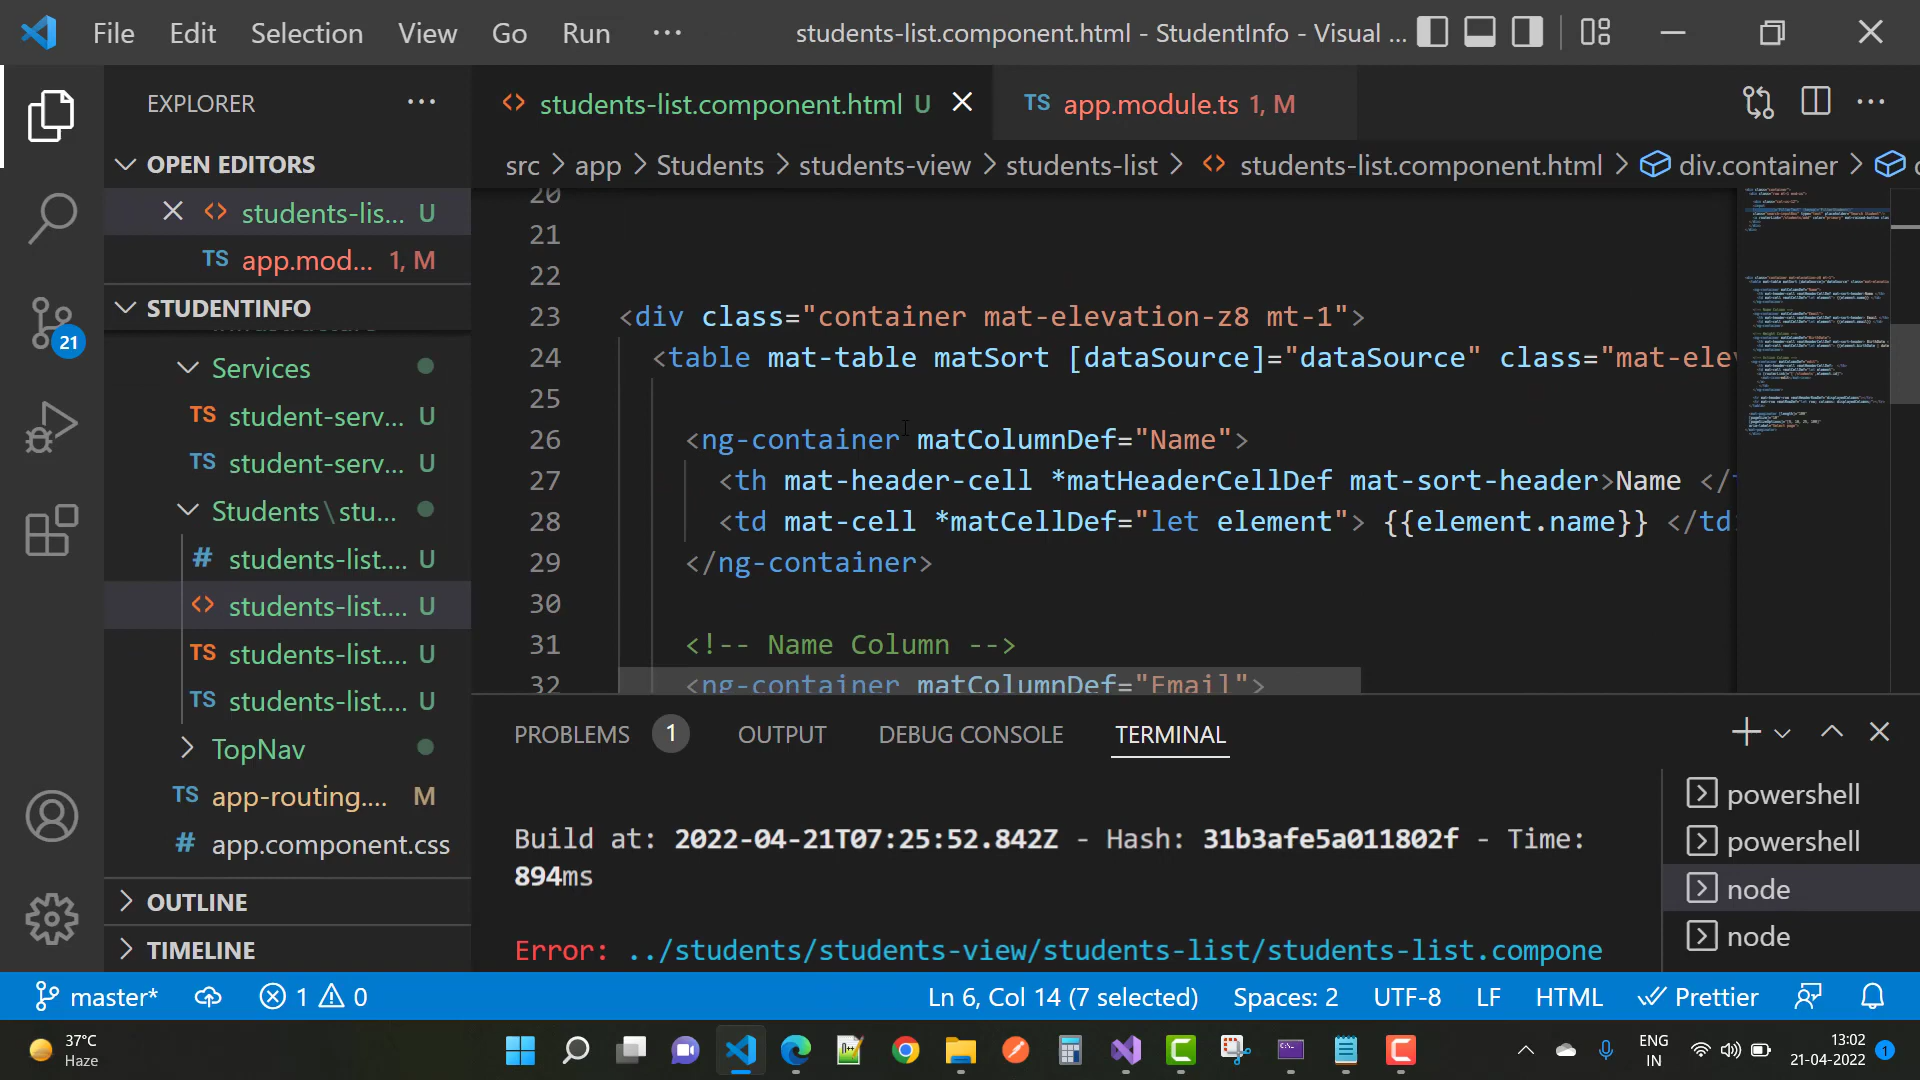 File Edit Selection View Go Run ··· students-list.component.html - StudentInfo - Visual ...
EXPLORER ···
students-list.component.html U
TS app.module.ts 1, M
OPEN EDITORS
students-lis... U
TS app.mod... 1, M
STUDENTINFO
Services
TS student-serv... U
TS student-serv... U
Students\stu...
# students-list.... U
<> students-list.... U
TS students-list.... U
TS students-list.... U
TopNav
TS app-routing.... M
# app.component.css
OUTLINE
TIMELINE
21
src > app > Students > students-view > students-list > <> students-list.component.html > div.container >
20
21
22
23 <div class="container mat-elevation-z8 mt-1">
24 <table mat-table matSort [dataSource]="dataSource" class="mat-ele
25
26 <ng-container matColumnDef="Name">
27 <th mat-header-cell *matHeaderCellDef mat-sort-header>Name </
28 <td mat-cell *matCellDef="let element"> {{element.name}} </td
29 </ng-container>
30
31 <!-- Name Column -->
32 <ng-container matColumnDef="Email">
PROBLEMS 1 OUTPUT DEBUG CONSOLE TERMINAL
Build at: 2022-04-21T07:25:52.842Z - Hash: 31b3afe5a011802f - Time:
894ms
Error: ../students/students-view/students-list/students-list.compone
powershell
powershell
node
node
master* 1 0 Ln 6, Col 14 (7 selected) Spaces: 2 UTF-8 LF HTML Prettier
37°C
Haze
ENG
IN
13:02
21-04-2022
1